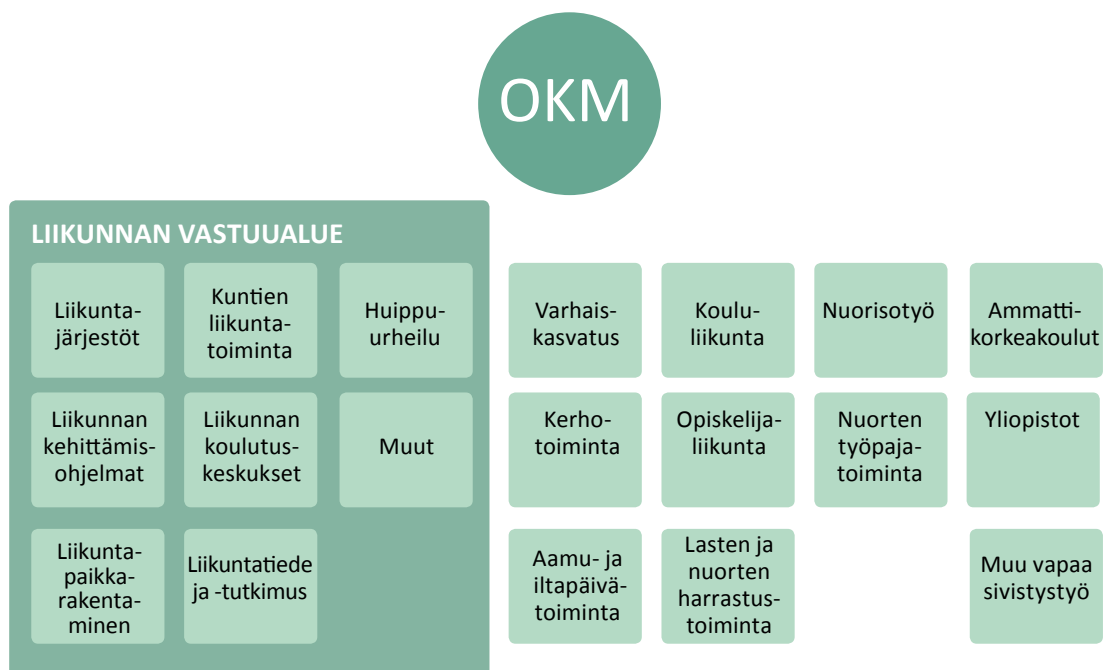 OKM
LIIKUNNAN VASTUUALUE
Liikunta-
järjestöt
Kuntien
liikunta-
toiminta
Huippu-
urheilu
Varhais-
kasvatus
Koulu-
liikunta
Nuorisotyö
Ammatti-
korkeakoulut
Liikunnan
kehittämis-
ohjelmat
Liikunnan
koulutus-
keskukset
Muut
Kerho-
toiminta
Opiskelija-
liikunta
Nuorten
työpaja-
toiminta
Yliopistot
Liikunta-
paikka-
rakenta-
minen
Liikuntatiede
ja -tutkimus
Aamu- ja
iltapäivä-
toiminta
Lasten ja
nuorten
harrastus-
toiminta
Muu vapaa
sivistystyö